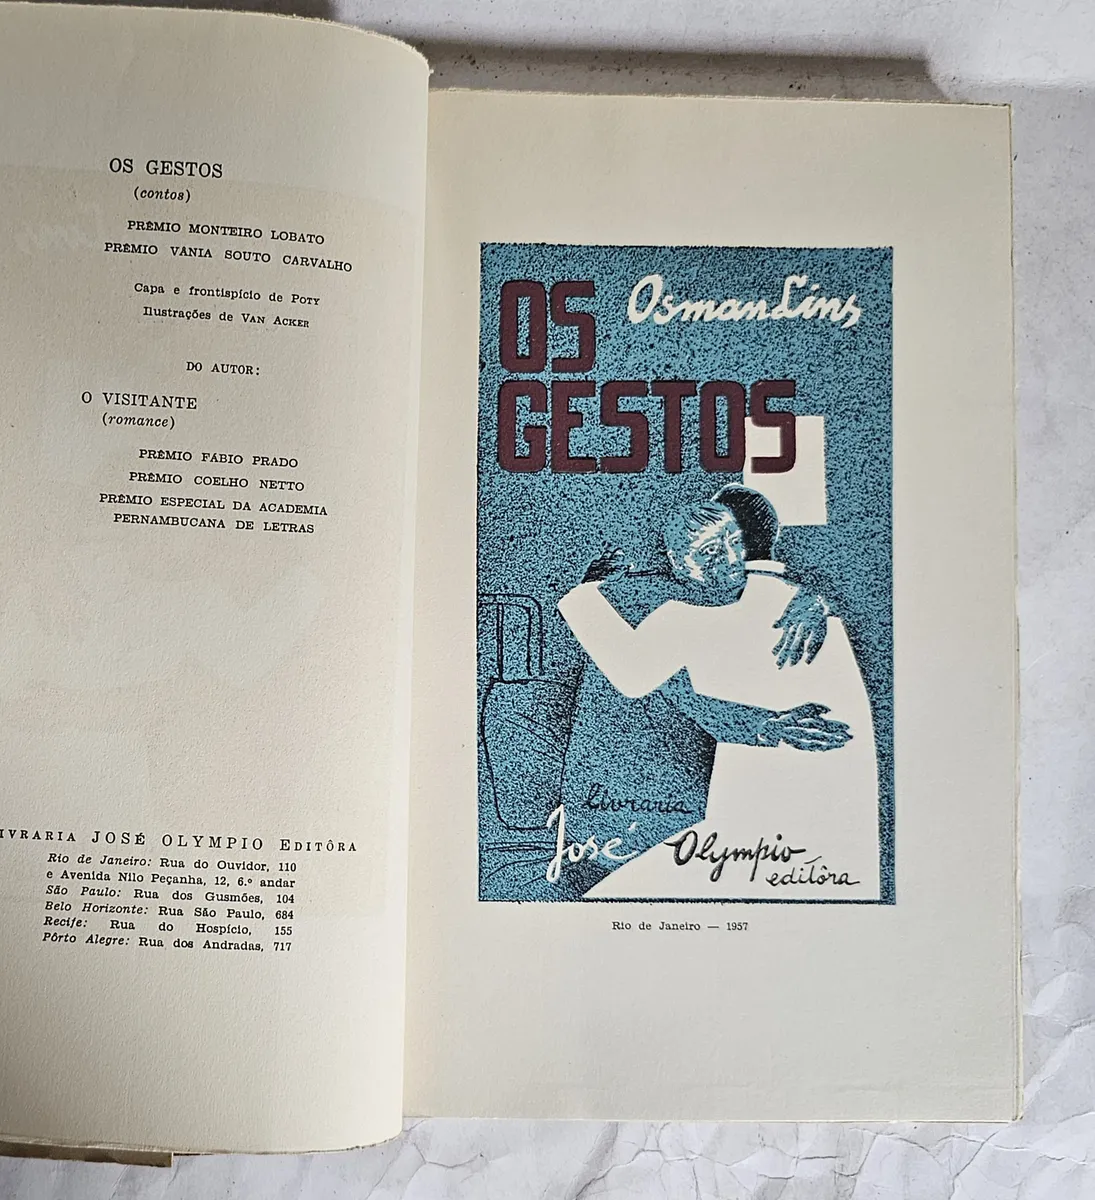 OS GESTOS
(contos)
PRÊMIO MONTEIRO LOBATO
PRÊMIO VÂNIA SOUTO CARVALHO
Capa e frontispício de POTY
Ilustrações de VAN ACKER
DO AUTOR:
O VISITANTE
(romance)
PRÊMIO FÁBIO PRADO
PRÊMIO COELHO NETTO
PRÊMIO ESPECIAL DA ACADEMIA
PERNAMBUCANA DE LETRAS
IVRARIA JOSÉ OLYMPIO EDITÔRA
Rio de Janeiro: Rua do Ouvidor, 110
e Avenida Nilo Peçanha, 12, 6.º andar
São Paulo: Rua dos Gusmões, 104
Belo Horizonte: Rua São Paulo, 684
Recife: Rua do Hospício, 155
Pôrto Alegre: Rua dos Andradas, 717
Osman Lins
OS
GESTOS
Livraria
José Olympio
editôra
Rio de Janeiro — 1957